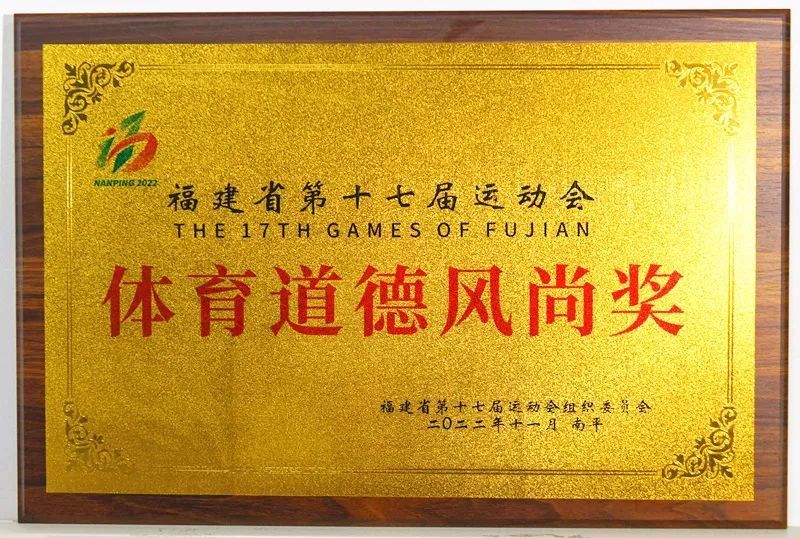 NANPING 2022
福建省第十七届运动会
THE 17TH GAMES OF FUJIAN
体育道德风尚奖
福建省第十七届运动会组织委员会
二〇二二年十一月 南平